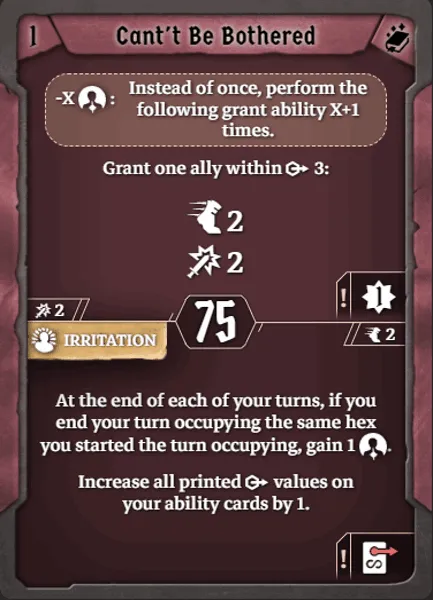 1 Cant't Be Bothered
-X : Instead of once, perform the
following grant ability X+1
times.
Grant one ally within 3:
2
2
! 1
2
75
2
IRRITATION
At the end of each of your turns, if you
end your turn occupying the same hex
you started the turn occupying, gain 1 .
Increase all printed values on
your ability cards by 1.
! S